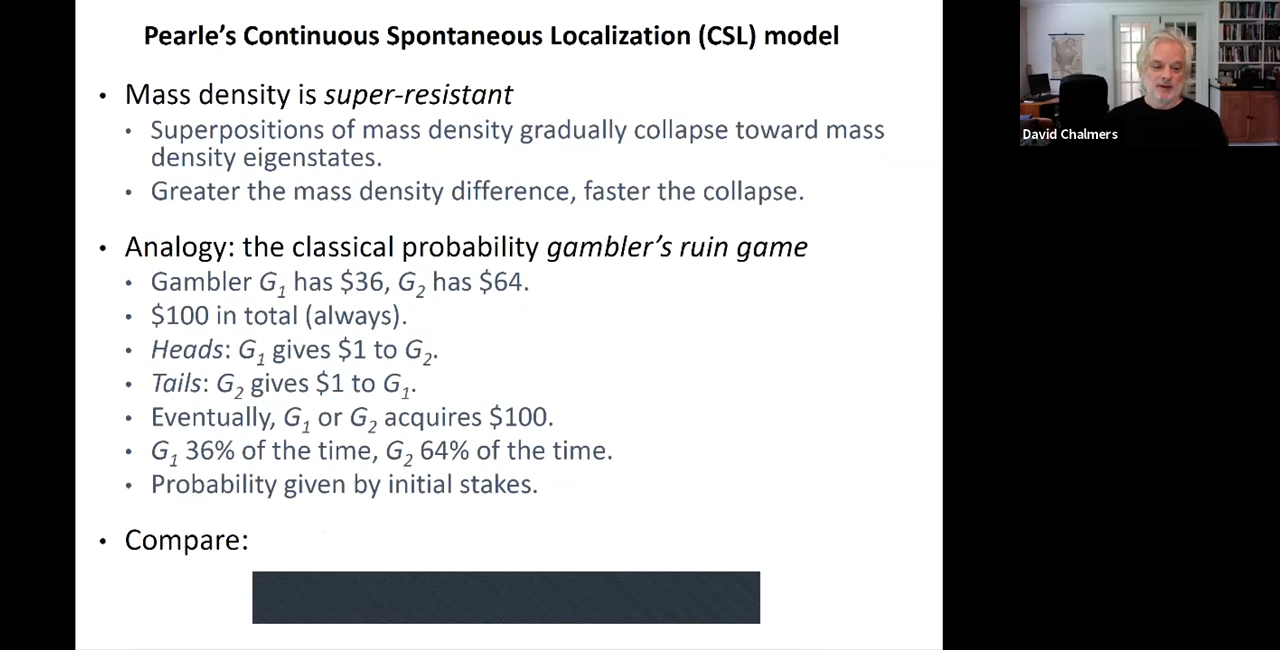 Pearle's Continuous Spontaneous Localization (CSL) model
• Mass density is super-resistant
• Superpositions of mass density gradually collapse toward mass
density eigenstates.
• Greater the mass density difference, faster the collapse.
• Analogy: the classical probability gambler's ruin game
• Gambler G1 has $36, G2 has $64.
• $100 in total (always).
• Heads: G1 gives $1 to G2.
• Tails: G2 gives $1 to G1.
• Eventually, G1 or G2 acquires $100.
• G1 36% of the time, G2 64% of the time.
• Probability given by initial stakes.
• Compare:
David Chalmers